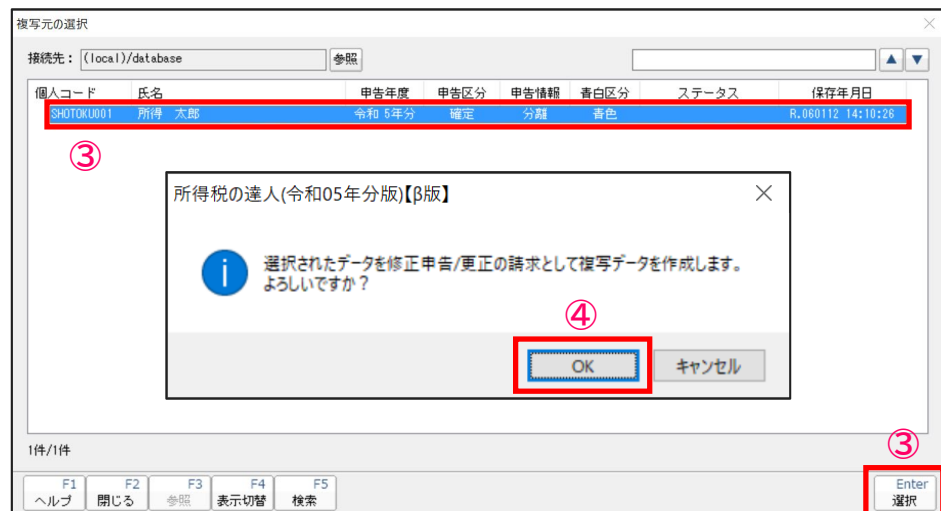 複写元の選択
接続先： (local)/database 参照
個人コード 氏名 申告年度 申告区分 申告情報 青白区分 ステータス 保存年月日
SHOTOKU001 所得 太郎 令和 5年分 確定 分離 青色 R.060112 14:10:26
③
所得税の達人(令和05年分版)【β版】
選択されたデータを修正申告/更正の請求として複写データを作成します。
よろしいですか？
④
OK キャンセル
1件/1件
③
F1 F2 F3 F4 F5 Enter
ヘルプ 閉じる 参照 表示切替 検索 選択